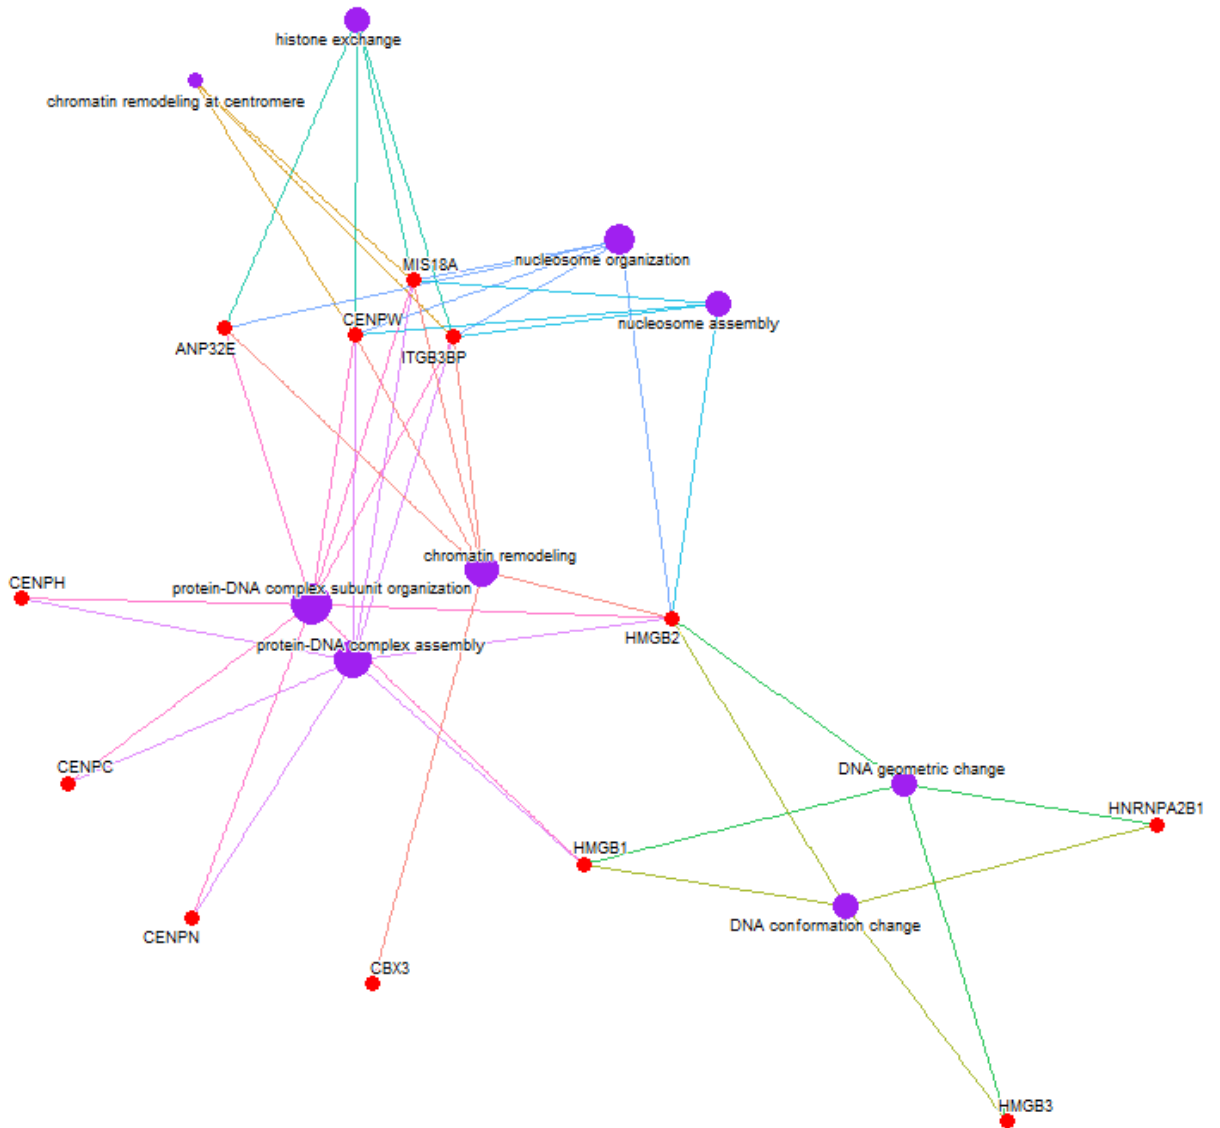 histone exchange
chromatin remodeling at centromere
nucleosome organization
MIS18A
nucleosome assembly
CENPW
ANP32E
ITGB3BP
chromatin remodeling
CENPH
protein-DNA complex subunit organization
HMGB2
protein-DNA complex assembly
CENPC
DNA geometric change
HNRNPA2B1
HMGB1
DNA conformation change
CENPN
CBX3
HMGB3